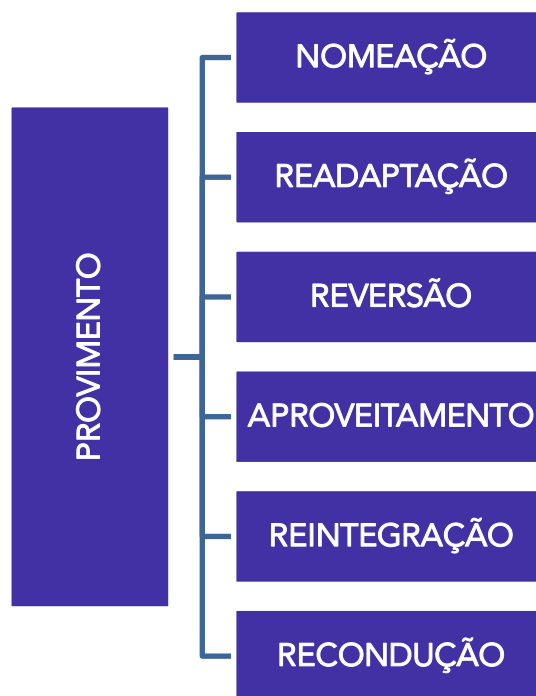 PROVIMENTO
NOMEAÇÃO
READAPTAÇÃO
REVERSÃO
APROVEITAMENTO
REINTEGRAÇÃO
RECONDUÇÃO